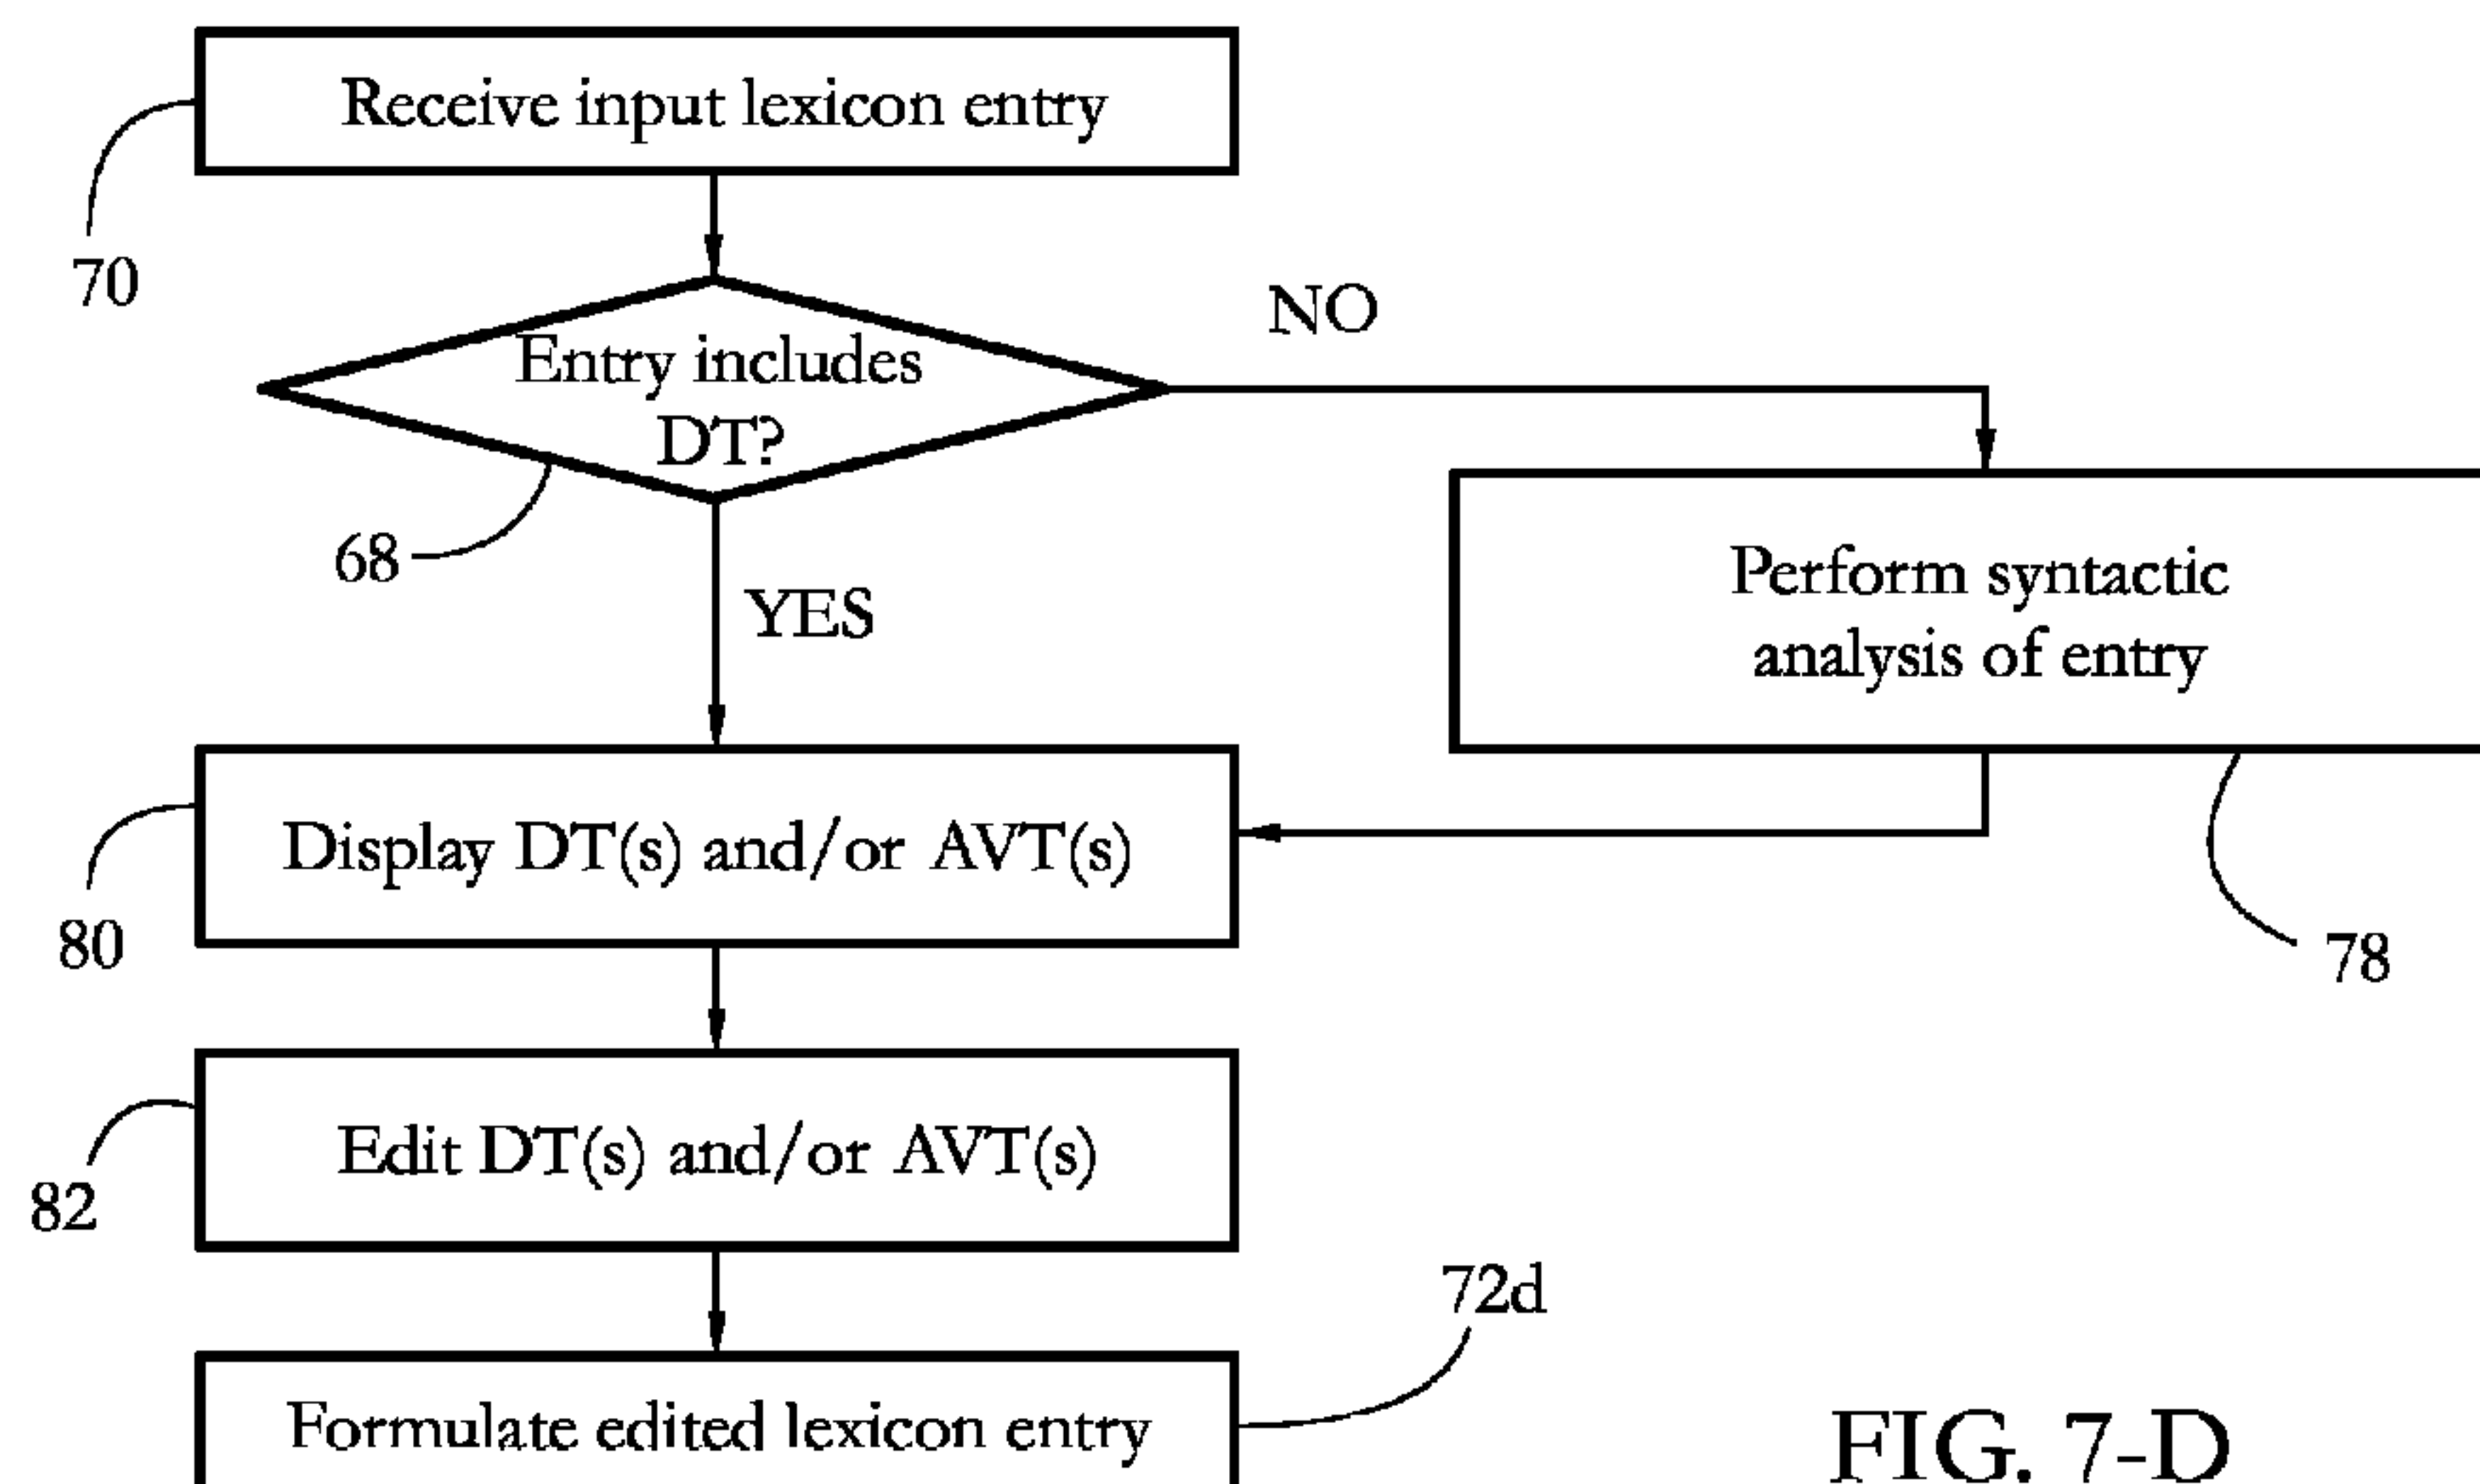 Receive input lexicon entry
70
NO
Entry includes
DT?
68
YES
Perform syntactic
analysis of entry
Display DT(s) and/or AVT(s)
80
78
Edit DT(s) and/or AVT(s)
82
72d
Formulate edited lexicon entry
FIG. 7-D